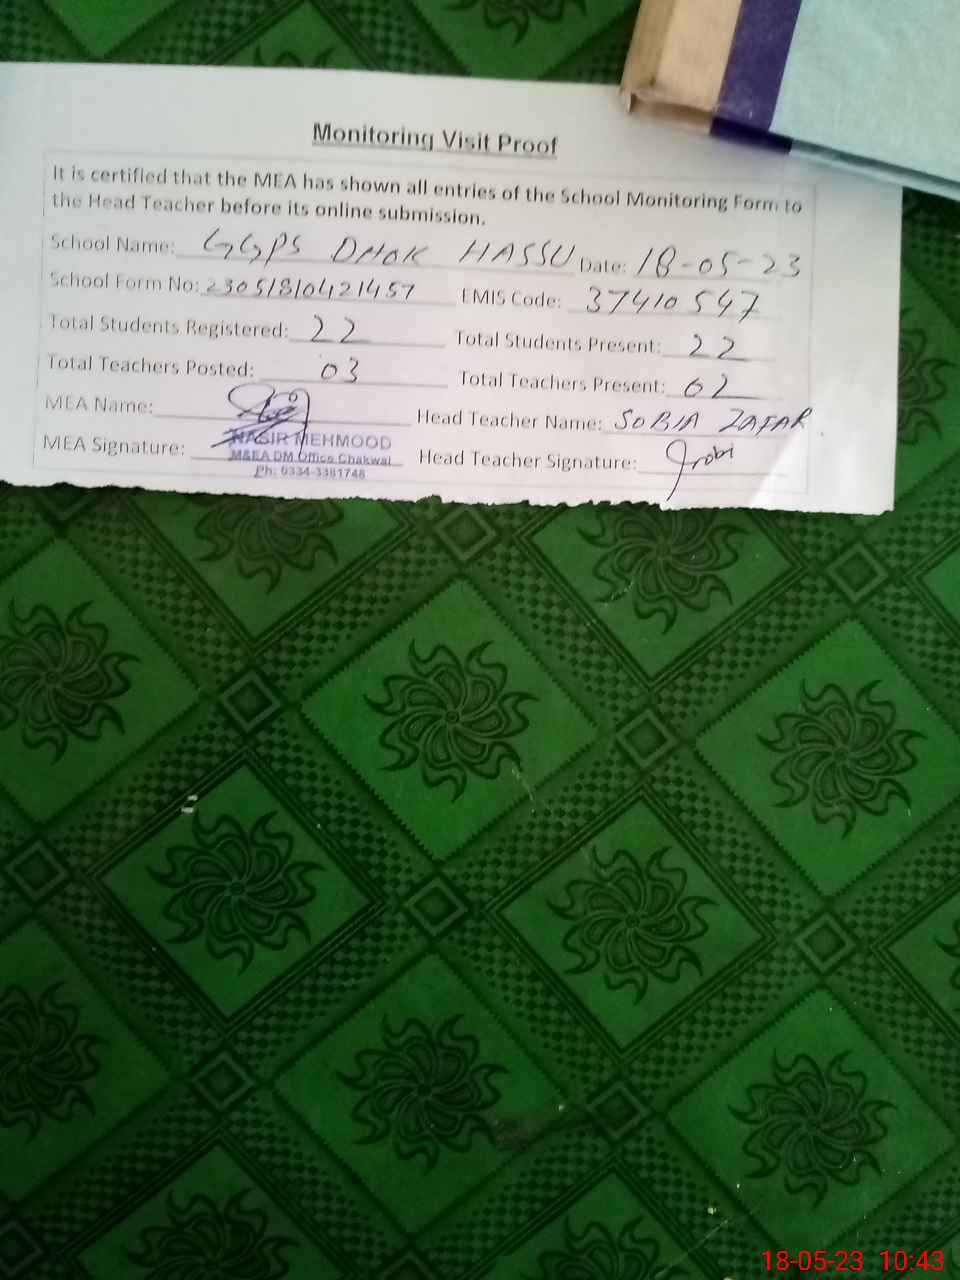 Monitoring Visit Proof
It is certified that the MEA has shown all entries of the School Monitoring Form to
the Head Teacher before its online submission.
School Name: GGPS DHOK HASSU Date: 18-05-23
School Form No: 23051810421457 EMIS Code: 37410547
Total Students Registered: 22 Total Students Present: 22
Total Teachers Posted: 03 Total Teachers Present: 02
MEA Name: Head Teacher Name: SOBIA ZAFAR
MEA Signature: NASIR MEHMOOD Head Teacher Signature:
M&EA DM Office Chakwal
Ph: 0334-3381748
18-05-23 10:43